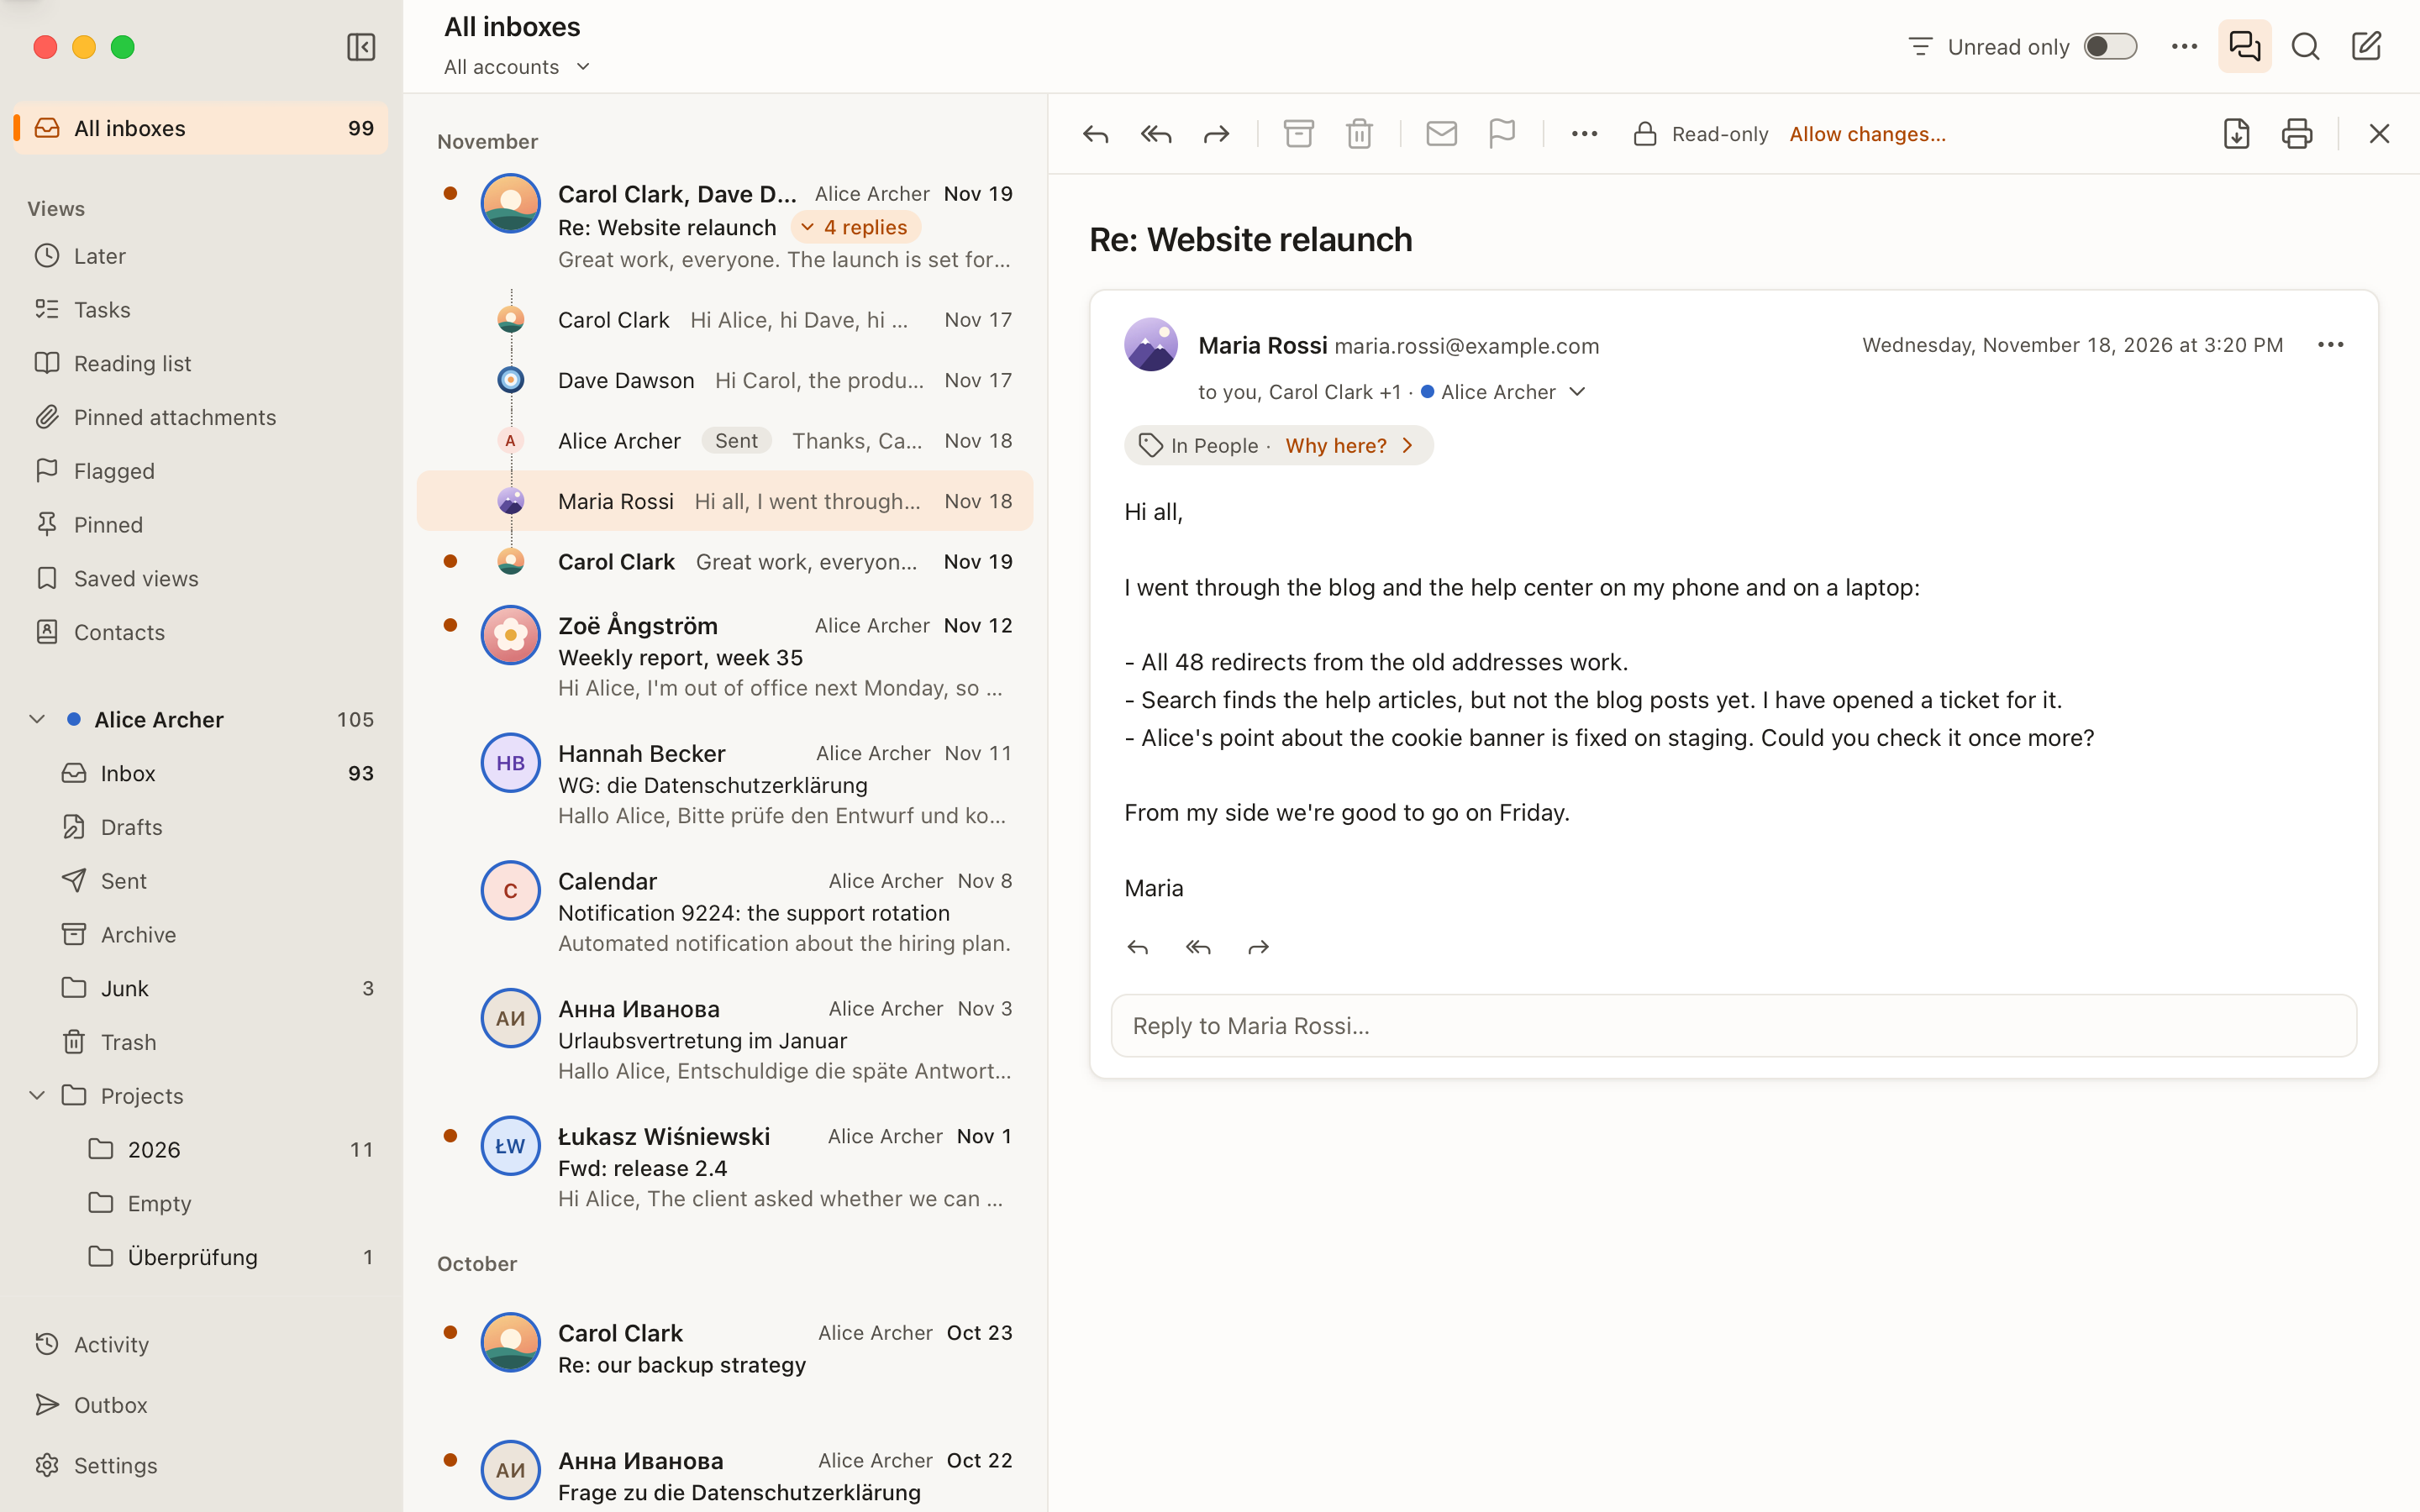 All inboxes
All accounts
Unread only
All inboxes 99
Views
Later
Tasks
Reading list
Pinned attachments
Flagged
Pinned
Saved views
Contacts
Alice Archer 105
Inbox 93
Drafts
Sent
Archive
Junk 3
Trash
Projects
2026 11
Empty
Überprüfung 1
Activity
Outbox
Settings
November
Carol Clark, Dave D... Alice Archer Nov 19
Re: Website relaunch 4 replies
Great work, everyone. The launch is set for...
Carol Clark Hi Alice, hi Dave, hi ... Nov 17
Dave Dawson Hi Carol, the produ... Nov 17
A Alice Archer Sent Thanks, Ca... Nov 18
Maria Rossi Hi all, I went through... Nov 18
Carol Clark Great work, everyon... Nov 19
Zoë Ångström Alice Archer Nov 12
Weekly report, week 35
Hi Alice, I'm out of office next Monday, so ...
HB Hannah Becker Alice Archer Nov 11
WG: die Datenschutzerklärung
Hallo Alice, Bitte prüfe den Entwurf und ko...
C Calendar Alice Archer Nov 8
Notification 9224: the support rotation
Automated notification about the hiring plan.
АИ Анна Иванова Alice Archer Nov 3
Urlaubsvertretung im Januar
Hallo Alice, Entschuldige die späte Antwort...
ŁW Łukasz Wiśniewski Alice Archer Nov 1
Fwd: release 2.4
Hi Alice, The client asked whether we can ...
October
Carol Clark Alice Archer Oct 23
Re: our backup strategy
АИ Анна Иванова Alice Archer Oct 22
Frage zu die Datenschutzerklärung
Read-only Allow changes...
Re: Website relaunch
Maria Rossi maria.rossi@example.com Wednesday, November 18, 2026 at 3:20 PM
to you, Carol Clark +1 · Alice Archer
In People · Why here?
Hi all,
I went through the blog and the help center on my phone and on a laptop:
- All 48 redirects from the old addresses work.
- Search finds the help articles, but not the blog posts yet. I have opened a ticket for it.
- Alice's point about the cookie banner is fixed on staging. Could you check it once more?
From my side we're good to go on Friday.
Maria
Reply to Maria Rossi...